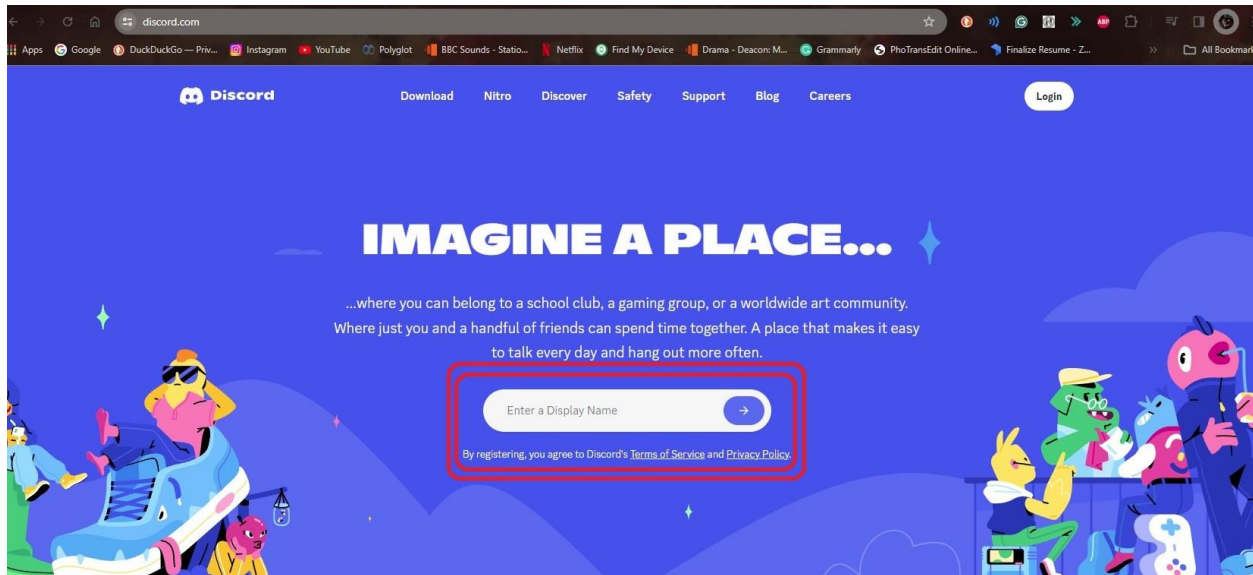 discord.com
ABP
Apps Google DuckDuckGo — Priv... Instagram YouTube Polyglot BBC Sounds - Statio... Netflix Find My Device Drama - Deacon: M... Grammarly PhoTransEdit Online... Finalize Resume - Z... » All Bookmark
Discord Download Nitro Discover Safety Support Blog Careers Login
IMAGINE A PLACE...
...where you can belong to a school club, a gaming group, or a worldwide art community.
Where just you and a handful of friends can spend time together. A place that makes it easy
to talk every day and hang out more often.
Enter a Display Name
By registering, you agree to Discord's Terms of Service and Privacy Policy.